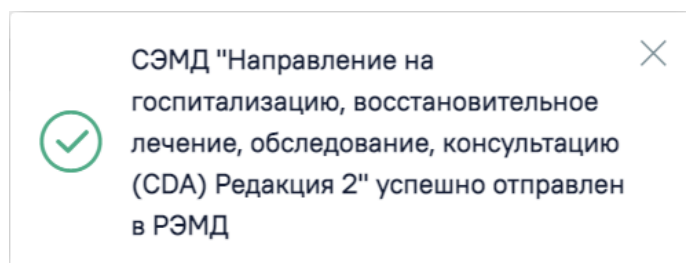 СЭМД "Направление на
госпитализацию, восстановительное
лечение, обследование, консультацию
(CDA) Редакция 2" успешно отправлен
в РЭМД